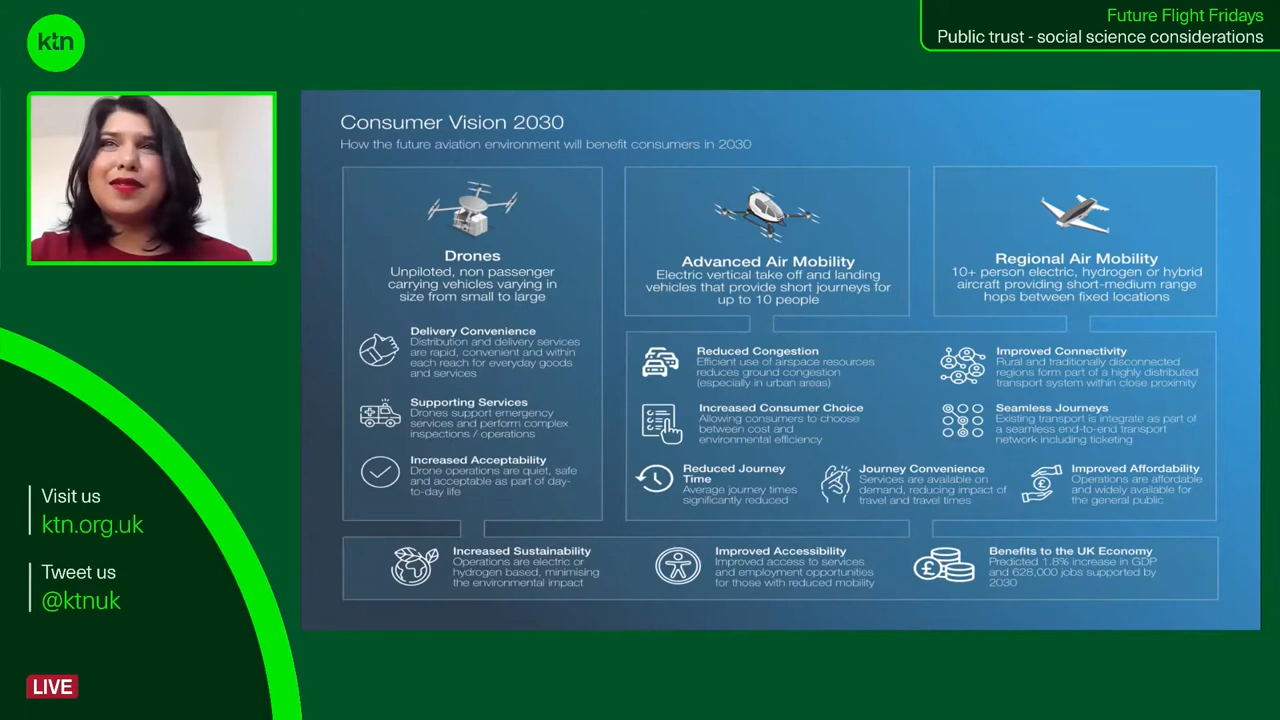 ktn
Future Flight Fridays
Public trust - social science considerations
Consumer Vision 2030
How the future aviation environment will benefit consumers in 2030
Drones
Unpiloted, non passenger
carrying vehicles varying in
size from small to large
Delivery Convenience
Distribution and delivery services
are rapid, convenient and within
each reach for everyday goods
and services
Supporting Services
Drones support emergency
services and perform complex
inspections / operations
Increased Acceptability
Drone operations are quiet, safe
and acceptable as part of day-
to-day life
Advanced Air Mobility
Electric vertical take off and landing
vehicles that provide short journeys for
up to 10 people
Regional Air Mobility
10+ person electric, hydrogen or hybrid
aircraft providing short-medium range
hops between fixed locations
Reduced Congestion
Efficient use of airspace resources
reduces ground congestion
(especially in urban areas)
Improved Connectivity
Rural and traditionally disconnected
regions form part of a highly distributed
transport system within close proximity
Increased Consumer Choice
Allowing consumers to choose
between cost and
environmental efficiency
Seamless Journeys
Existing transport is integrate as part of
a seamless end-to-end transport
network including ticketing
Reduced Journey
Time
Average journey times
significantly reduced
Journey Convenience
Services are available on
demand, reducing impact of
travel and travel times
Improved Affordability
Operations are affordable
and widely available for
the general public
Increased Sustainability
Operations are electric or
hydrogen based, minimising
the environmental impact
Improved Accessibility
Improved access to services
and employment opportunities
for those with reduced mobility
Benefits to the UK Economy
Predicted 1.8% increase in GDP
and 628,000 jobs supported by
2030
Visit us
ktn.org.uk
Tweet us
@ktnuk
LIVE